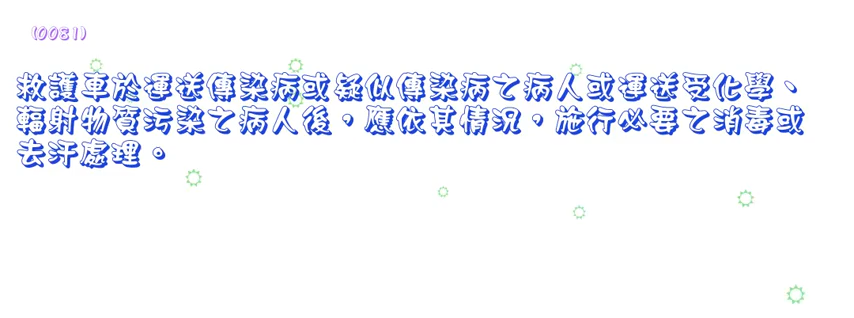 (0081)
救護車於運送傳染病或疑似傳染病之病人或運送受化學、
輻射物質污染之病人後，應依其情況，施行必要之消毒或
去汙處理。